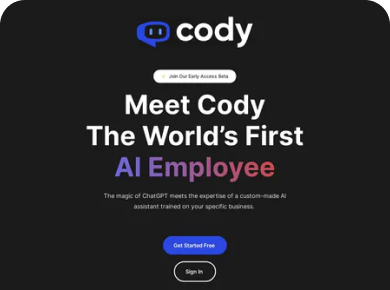 cody
Join Our Early Access Beta
Meet Cody
The World's First
AI Employee
The magic of ChatGPT meets the expertise of a custom-made AI
assistant trained on your specific business.
Get Started Free
Sign In